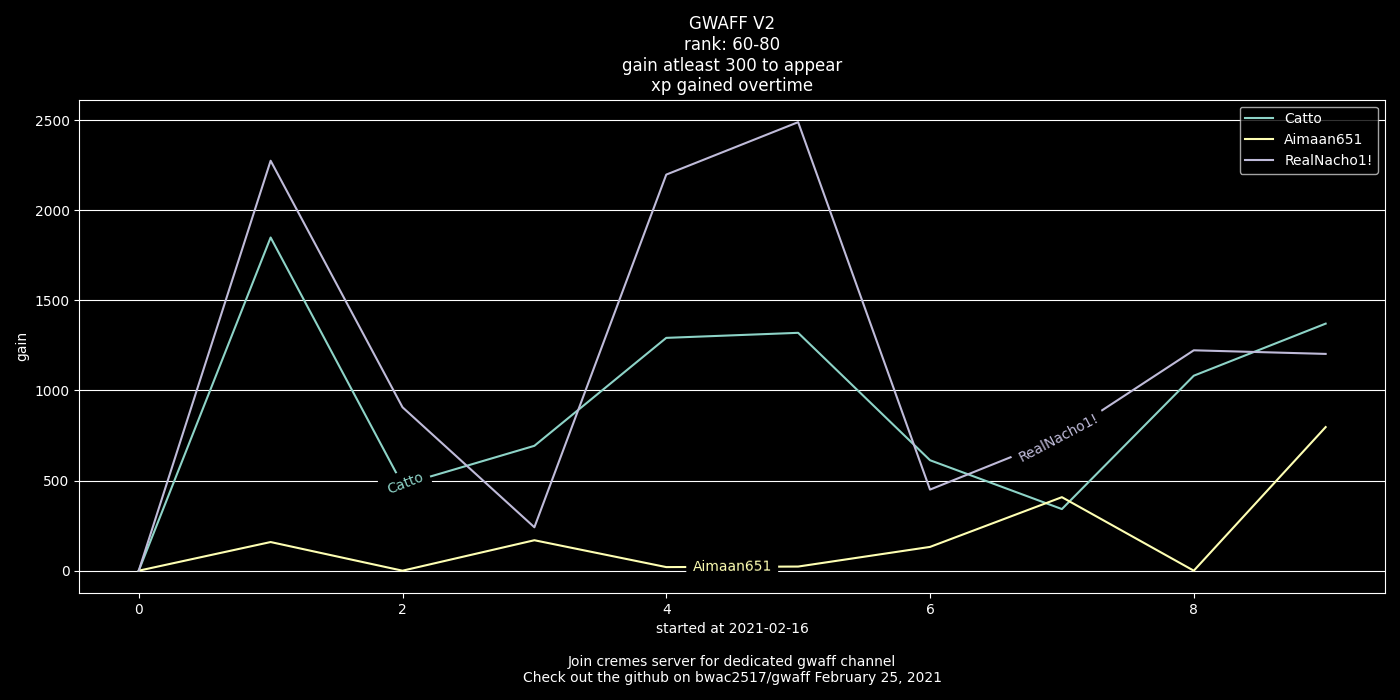 GWAFF V2
rank: 60-80
gain atleast 300 to appear
xp gained overtime
Catto
Aimaan651
RealNacho1!
2500
2000
1500
1000
500
0
gain
Catto
Aimaan651
RealNacho1!
0 2 4 6 8
started at 2021-02-16
Join cremes server for dedicated gwaff channel
Check out the github on bwac2517/gwaff February 25, 2021